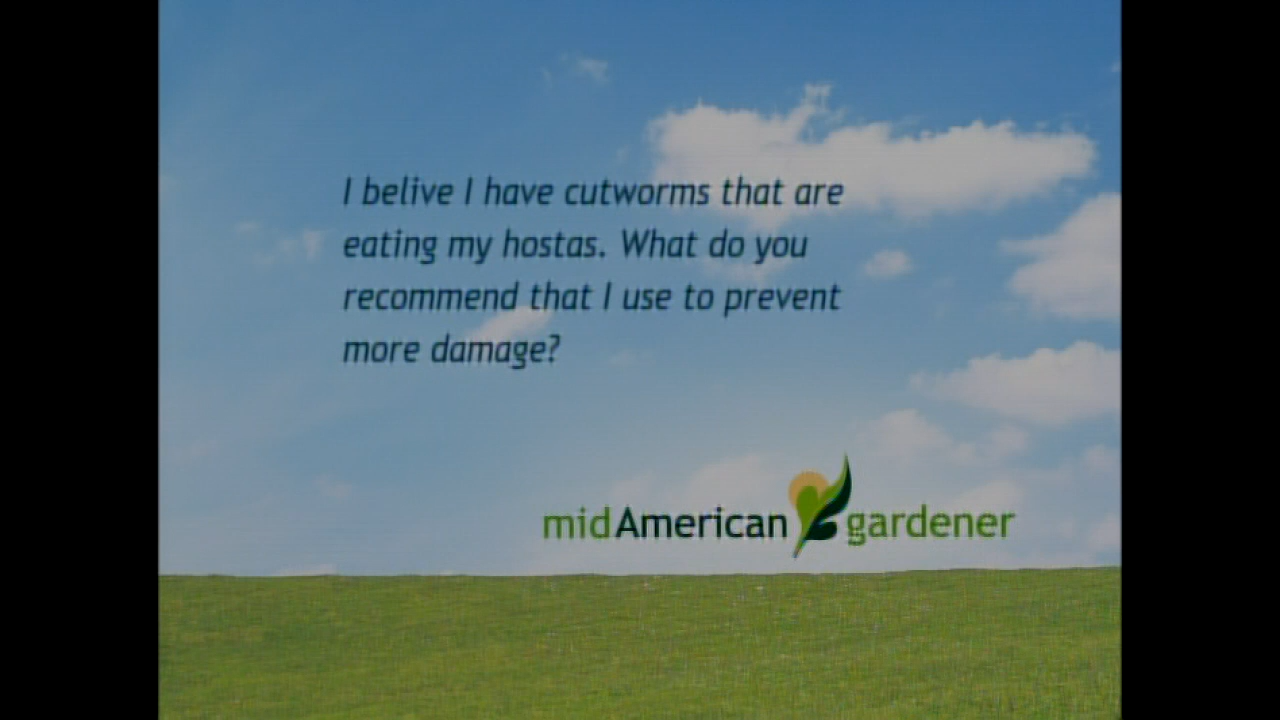 I belive I have cutworms that are
eating my hostas. What do you
recommend that I use to prevent
more damage?
midAmerican gardener